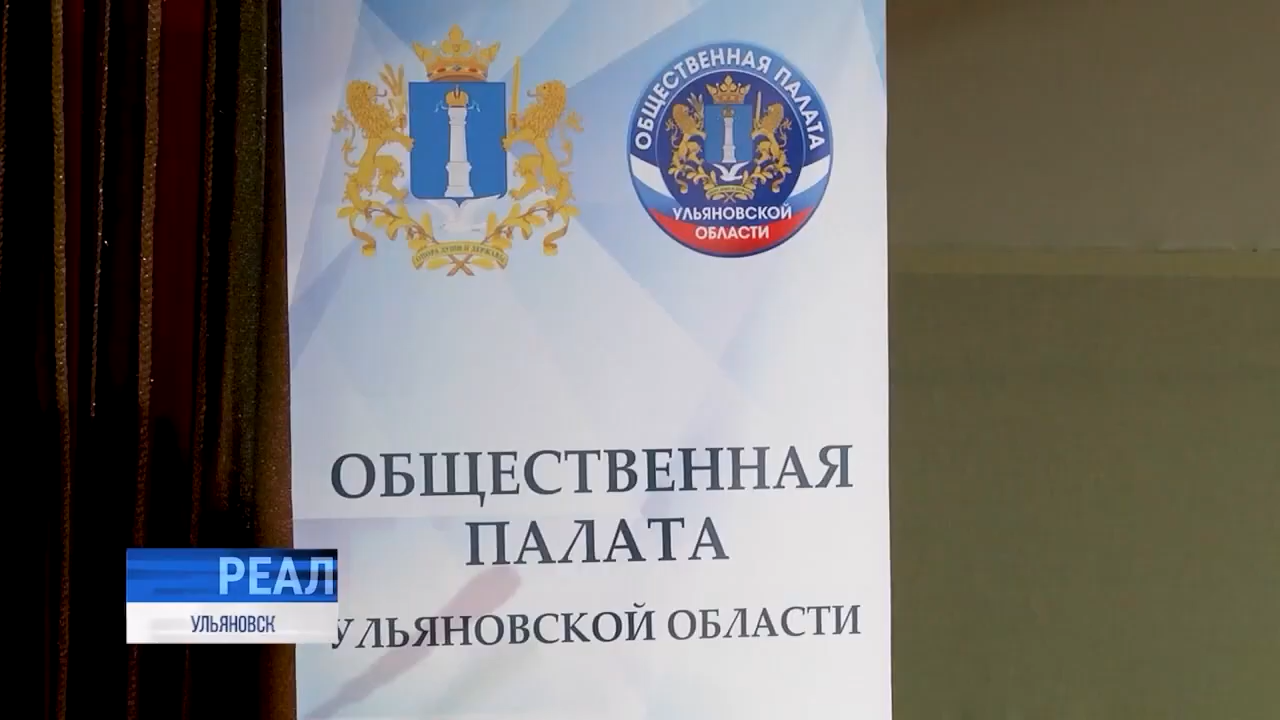 ОБЩЕСТВЕННАЯ ПАЛАТА
УЛЬЯНОВСКОЙ
ОБЛАСТИ
ОБЩЕСТВЕННАЯ
ПАЛАТА
УЛЬЯНОВСКОЙ ОБЛАСТИ
РЕАЛ
УЛЬЯНОВСК